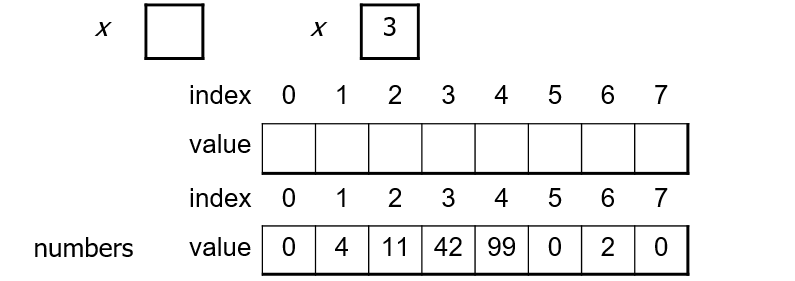 x x 3
index 0 1 2 3 4 5 6 7
value
index 0 1 2 3 4 5 6 7
numbers value 0 4 11 42 99 0 2 0